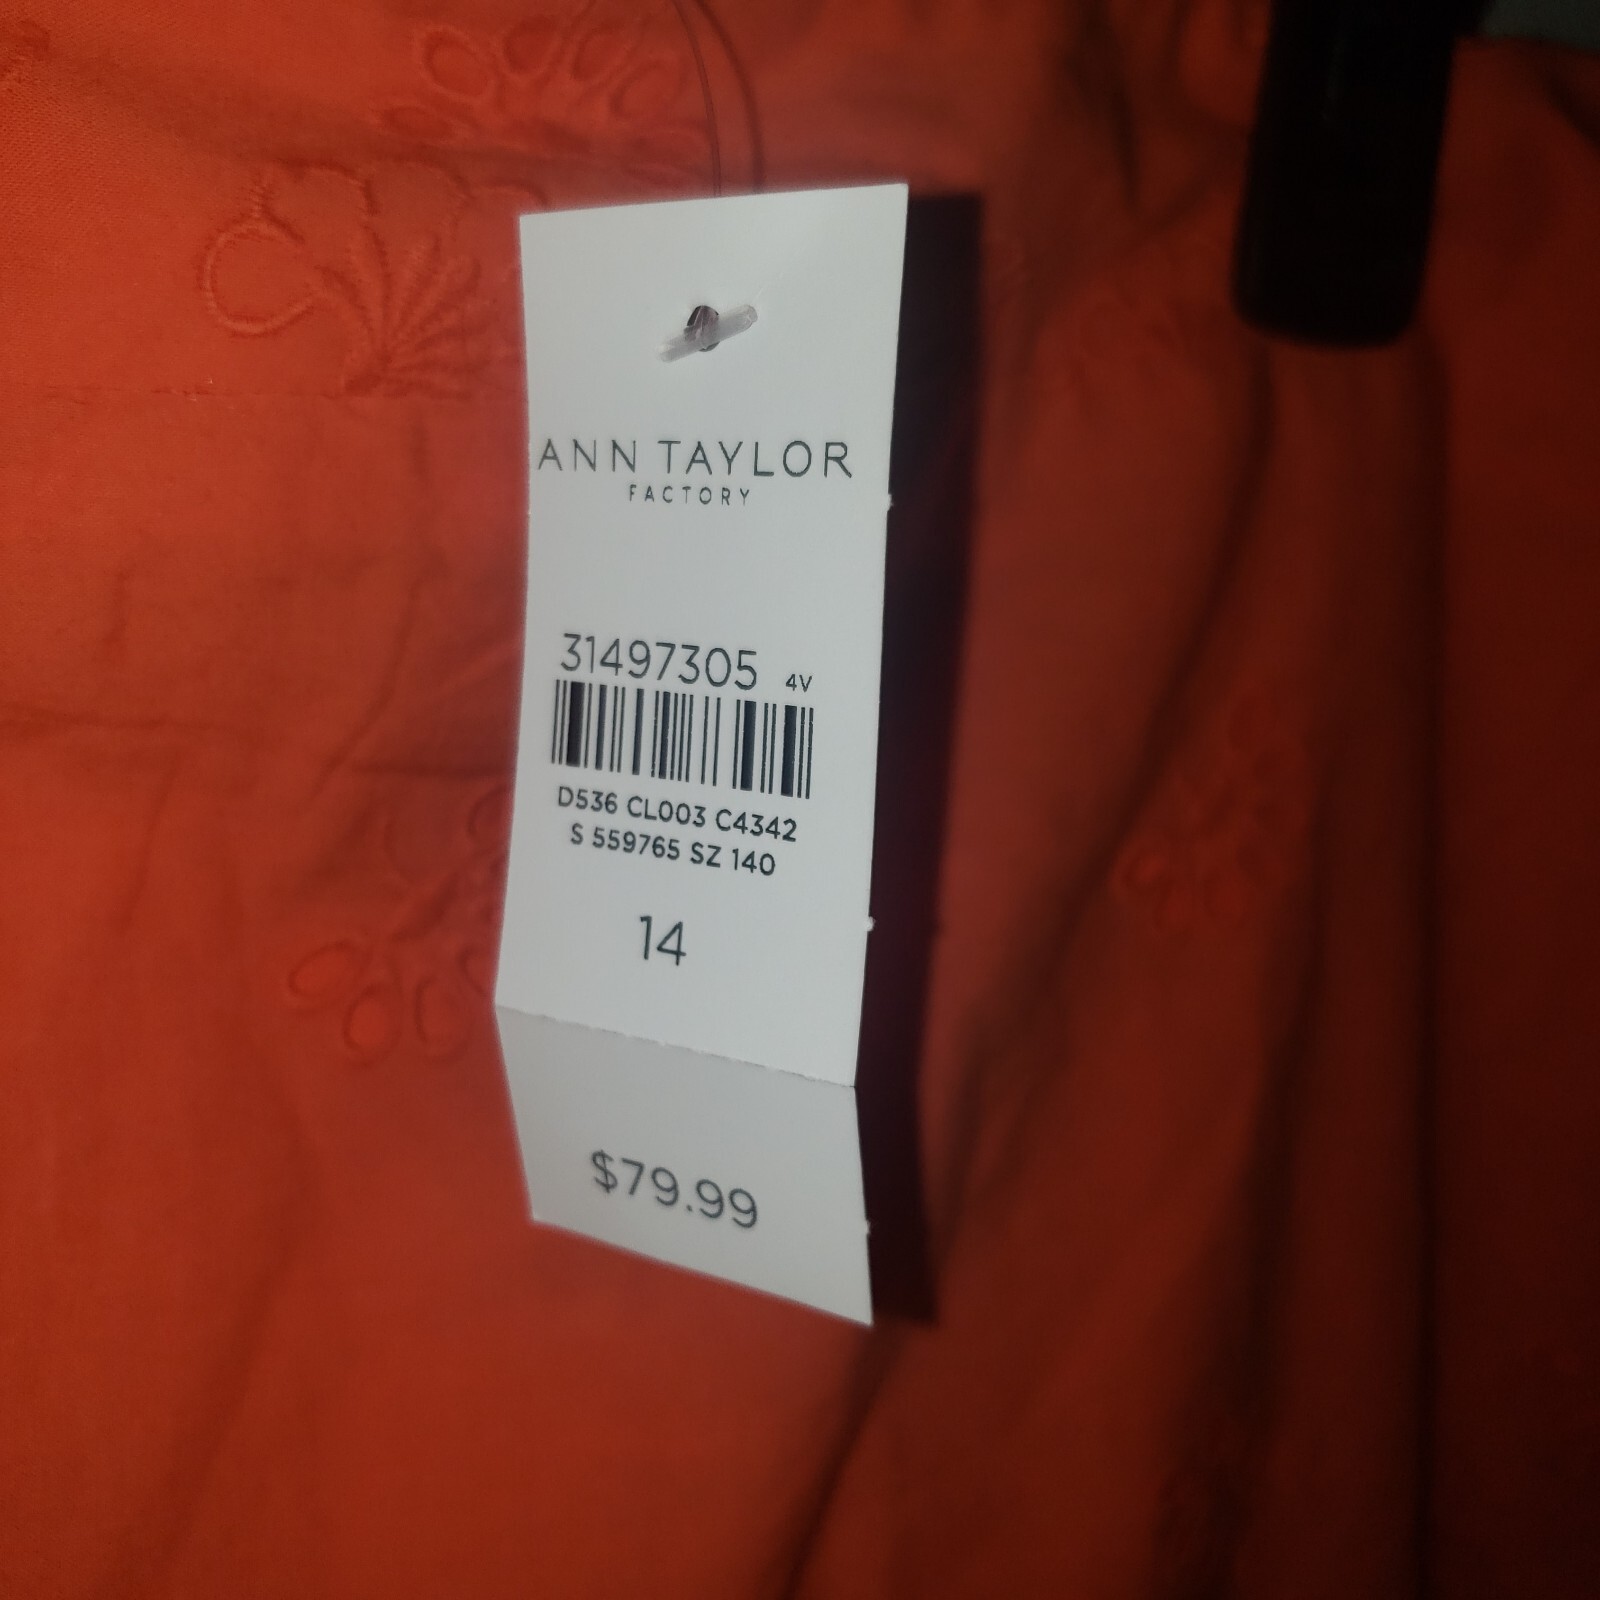 ANN TAYLOR
FACTORY
31497305 4V
D536 CL003 C4342
S 559765 SZ 140
14
$79.99